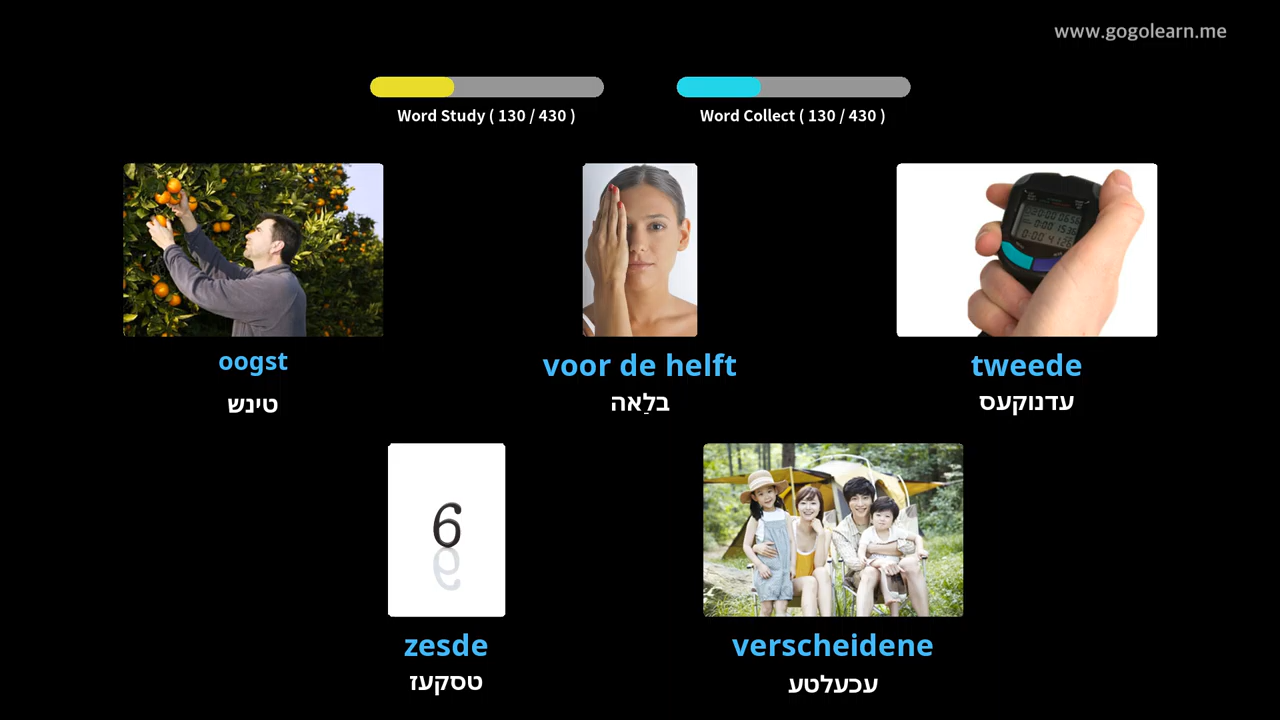 www.gogolearn.me
Word Study ( 130 / 430 )
Word Collect ( 130 / 430 )
oogst
טינש
voor de helft
בלַאה
tweede
עדנוקעס
zesde
טסקעז
verscheidene
עכעלטע